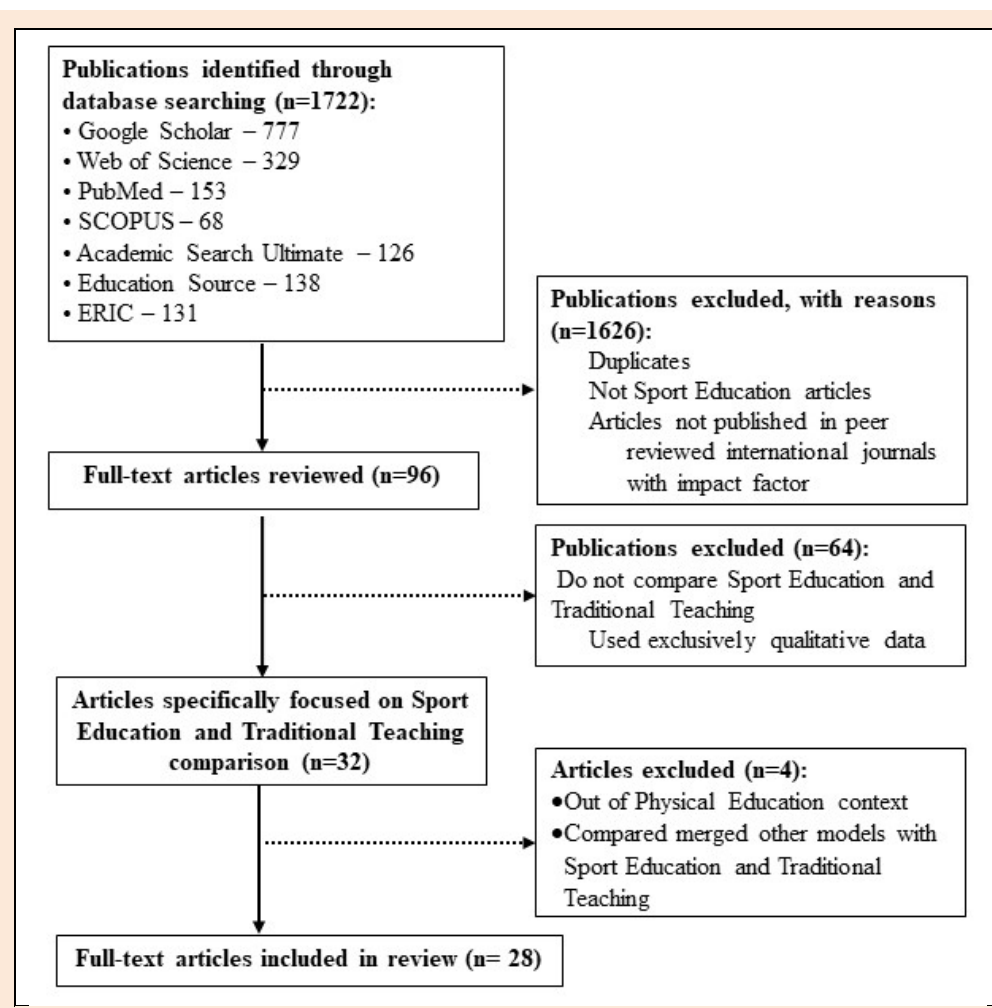 Publications identified through
database searching (n=1722):
• Google Scholar – 777
• Web of Science – 329
• PubMed – 153
• SCOPUS – 68
• Academic Search Ultimate – 126
• Education Source – 138
• ERIC – 131
Publications excluded, with reasons
(n=1626):
Duplicates
Not Sport Education articles
Articles not published in peer
reviewed international journals
with impact factor
Full-text articles reviewed (n=96)
Publications excluded (n=64):
Do not compare Sport Education and
Traditional Teaching
Used exclusively qualitative data
Articles specifically focused on Sport
Education and Traditional Teaching
comparison (n=32)
Articles excluded (n=4):
•Out of Physical Education context
•Compared merged other models with
Sport Education and Traditional
Teaching
Full-text articles included in review (n= 28)